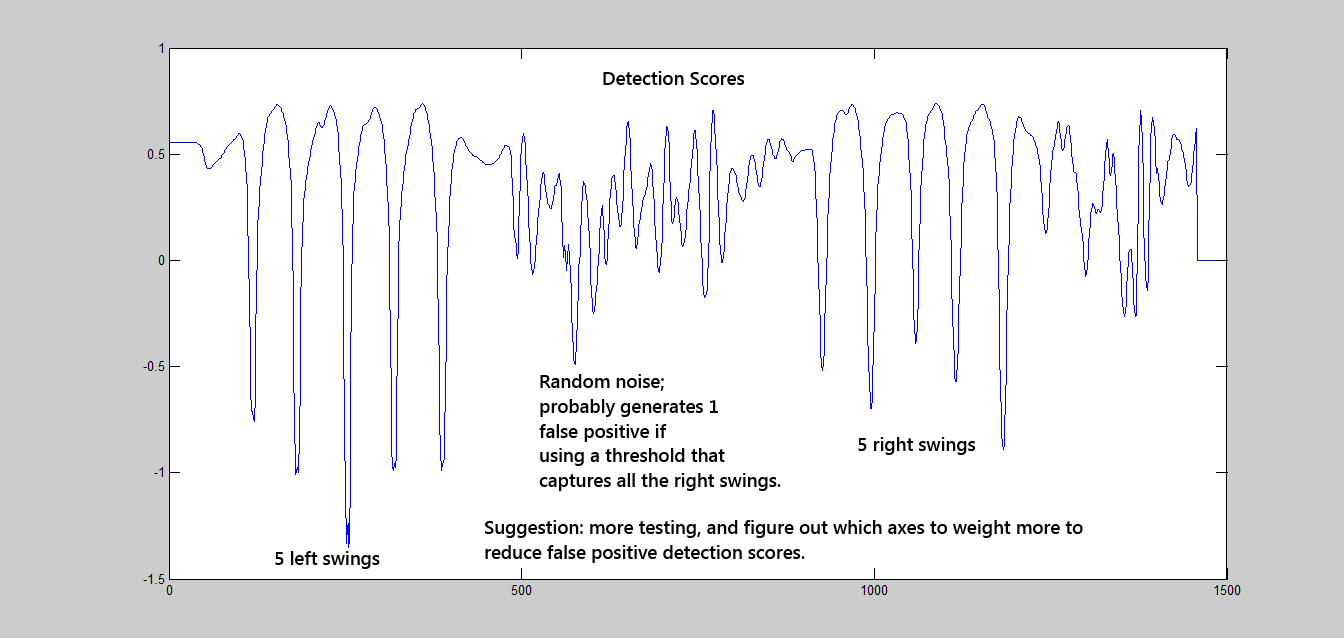 1
Detection Scores
0.5
0
-0.5
Random noise;
probably generates 1
false positive if
using a threshold that
captures all the right swings.
5 right swings
-1
Suggestion: more testing, and figure out which axes to weight more to
reduce false positive detection scores.
5 left swings
-1.5
0
500
1000
1500